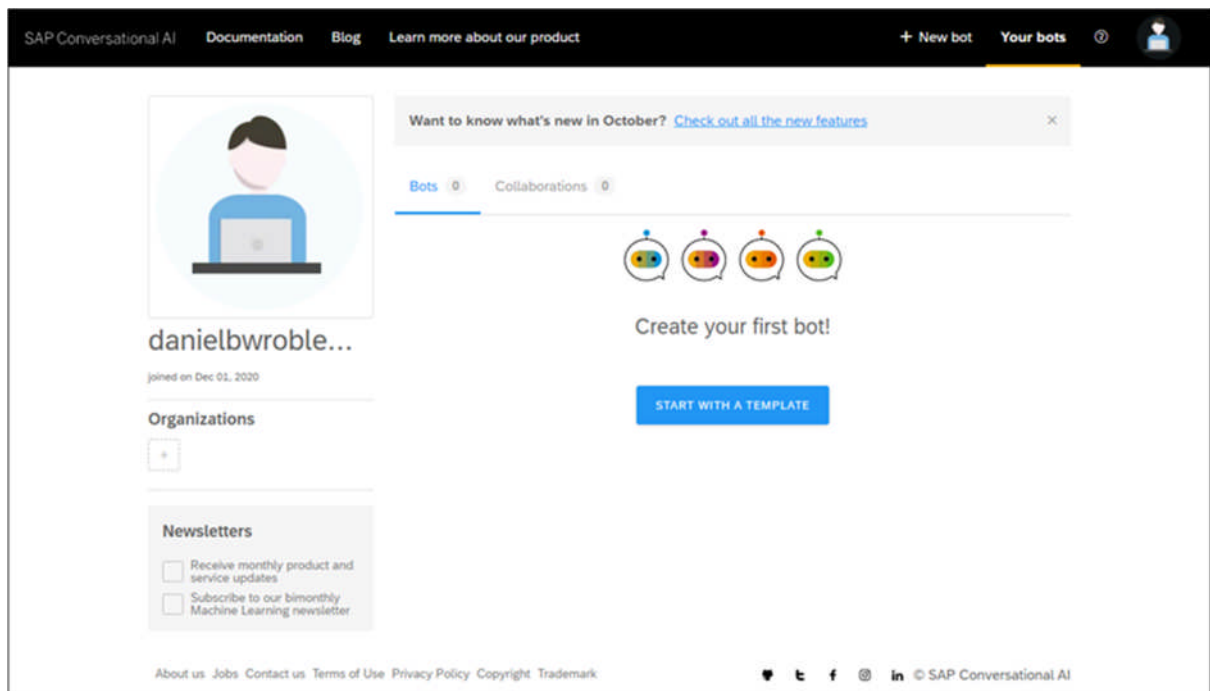 SAP Conversational AI Documentation Blog Learn more about our product + New bot Your bots
Want to know what's new in October? Check out all the new features ×
Bots 0 Collaborations 0
Create your first bot!
START WITH A TEMPLATE
danielbwroble...
joined on Dec 01, 2020
Organizations
+
Newsletters
Receive monthly product and
service updates
Subscribe to our bimonthly
Machine Learning newsletter
About us Jobs Contact us Terms of Use Privacy Policy Copyright Trademark © SAP Conversational AI